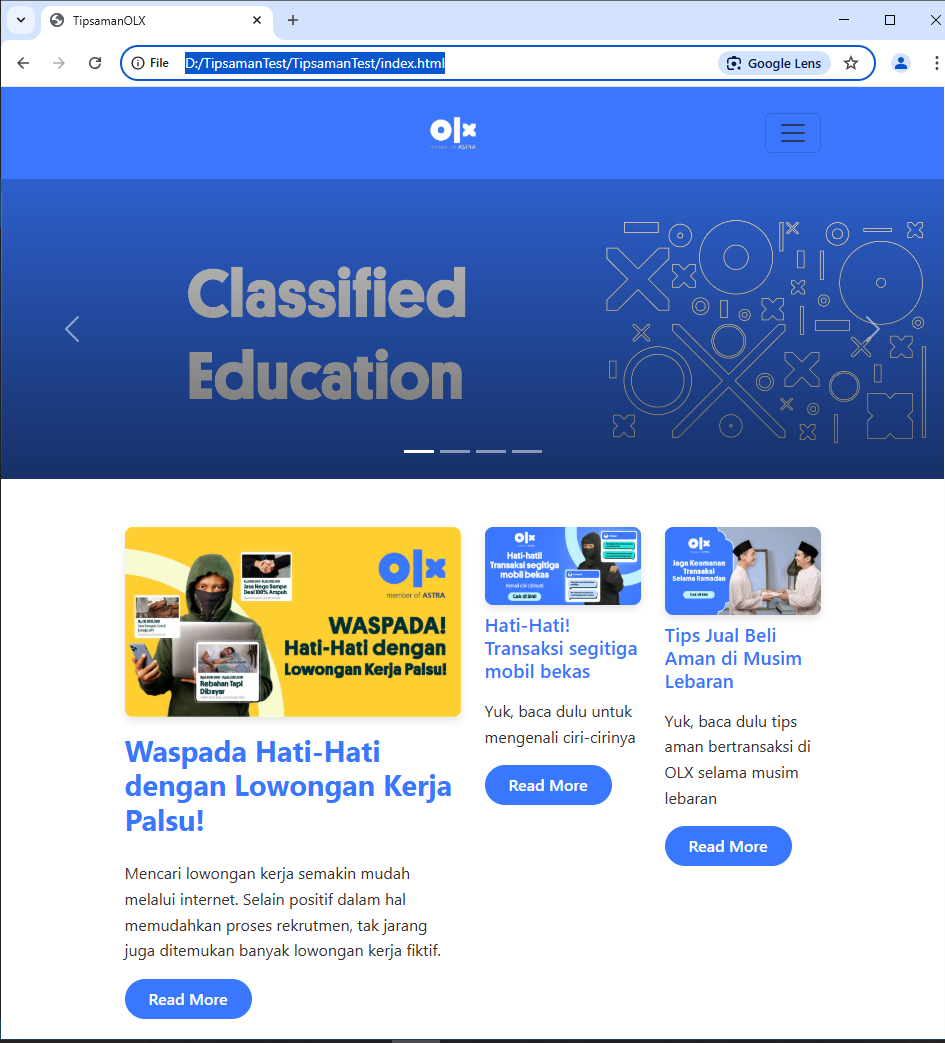 TipsamanOLX
File
D:/TipsamanTest/TipsamanTest/index.html
Google Lens
olx
member of ASTRA
Classified
Education
olx
member of ASTRA
WASPADA!
Hati-Hati dengan
Lowongan Kerja Palsu!
Jasa Nego Sampe
Deal 100% Ampuh
Rebahan Tapi
Dibayar
Waspada Hati-Hati
dengan Lowongan Kerja
Palsu!
Mencari lowongan kerja semakin mudah
melalui internet. Selain positif dalam hal
memudahkan proses rekrutmen, tak jarang
juga ditemukan banyak lowongan kerja fiktif.
Read More
olx
Hati-hati!
Transaksi segitiga
mobil bekas
Kenali ciri-cirinya!
Cek di Sini!
Hati-Hati!
Transaksi segitiga
mobil bekas
Yuk, baca dulu untuk
mengenali ciri-cirinya
Read More
olx
Jaga Keamanan
Transaksi
Selama Ramadan
Cek di Sini!
Tips Jual Beli
Aman di Musim
Lebaran
Yuk, baca dulu tips
aman bertransaksi di
OLX selama musim
lebaran
Read More